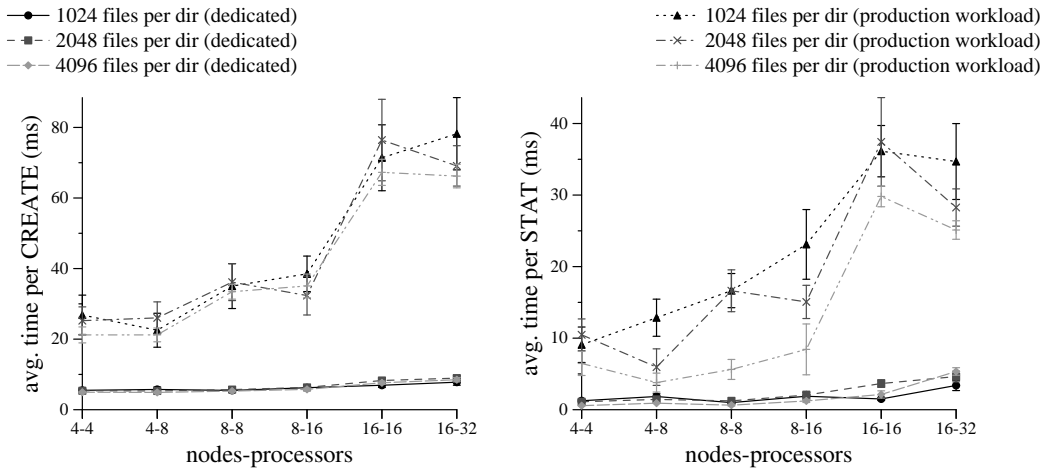 1024 files per dir (dedicated)
2048 files per dir (dedicated)
4096 files per dir (dedicated)
1024 files per dir (production workload)
2048 files per dir (production workload)
4096 files per dir (production workload)
avg. time per CREATE (ms)
80
60
40
20
0
4-4
4-8
8-8
8-16
16-16
16-32
nodes-processors
avg. time per STAT (ms)
40
30
20
10
0
4-4
4-8
8-8
8-16
16-16
16-32
nodes-processors